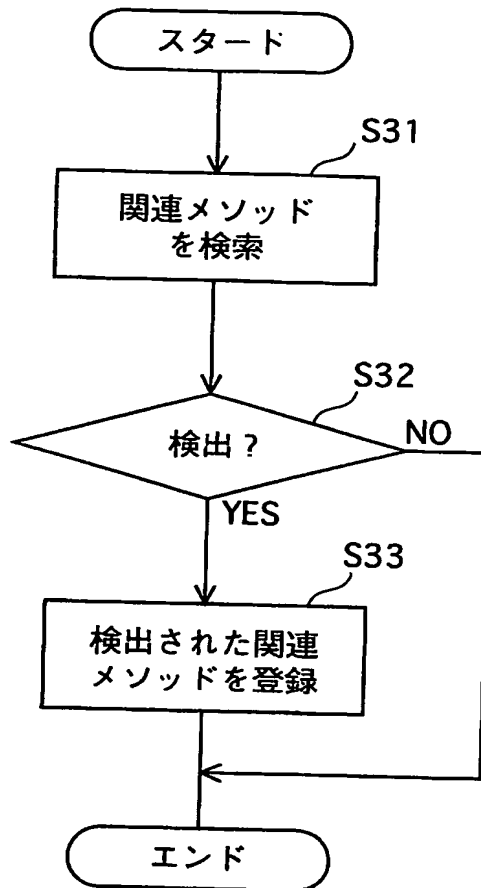 スタード
S31
関連メソッド
を検索
S32
検出?
NO
YES
S33
検出された関連
メソッドを登録
エンド